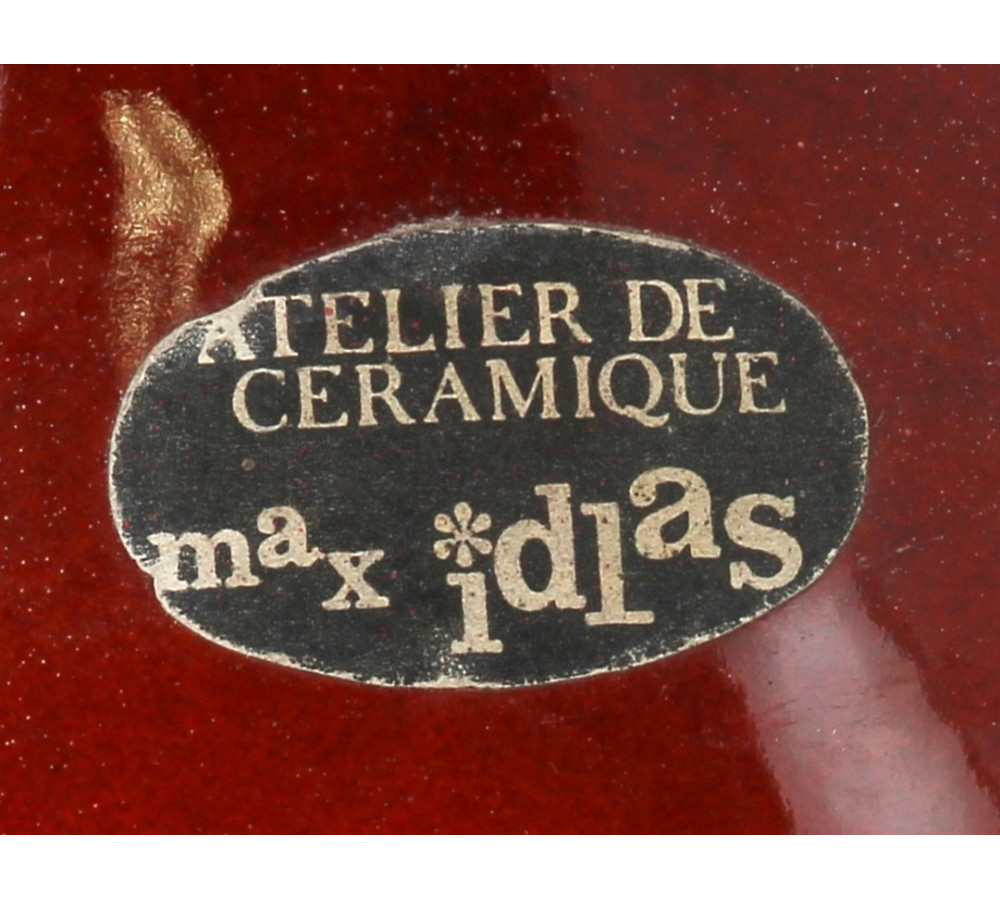 ATELIER DE
CERAMIQUE
max idlas